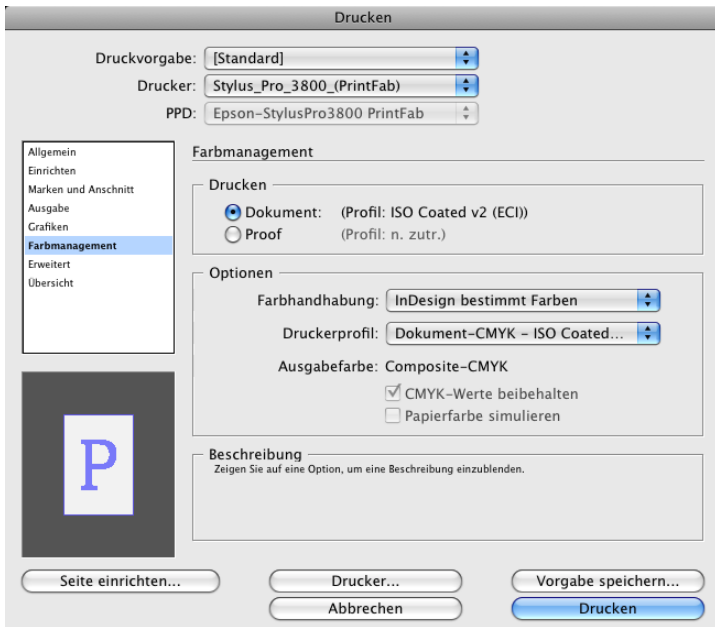 Drucken
Druckvorgabe: [Standard]
Drucker: Stylus_Pro_3800_(PrintFab)
PPD: Epson-StylusPro3800 PrintFab
Allgemein
Einrichten
Marken und Anschnitt
Ausgabe
Grafiken
Farbmanagement
Erweitert
Übersicht
Farbmanagement
Drucken
Dokument: (Profil: ISO Coated v2 (ECI))
Proof (Profil: n. zutr.)
Optionen
Farbhandhabung: InDesign bestimmt Farben
Druckerprofil: Dokument-CMYK – ISO Coated...
Ausgabefarbe: Composite-CMYK
CMYK-Werte beibehalten
Papierfarbe simulieren
Beschreibung
Zeigen Sie auf eine Option, um eine Beschreibung einzublenden.
P
Seite einrichten... Drucker... Vorgabe speichern...
Abbrechen Drucken